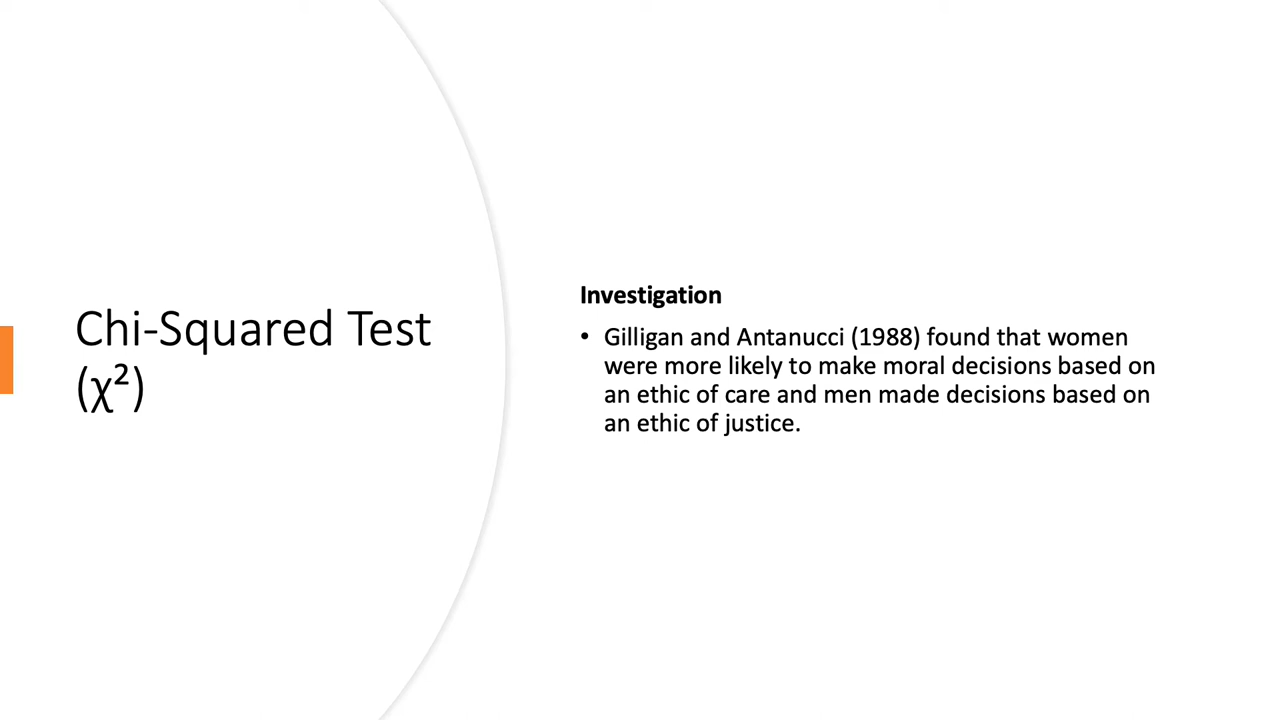 Chi-Squared Test
(χ²)
Investigation
• Gilligan and Antanucci (1988) found that women
were more likely to make moral decisions based on
an ethic of care and men made decisions based on
an ethic of justice.